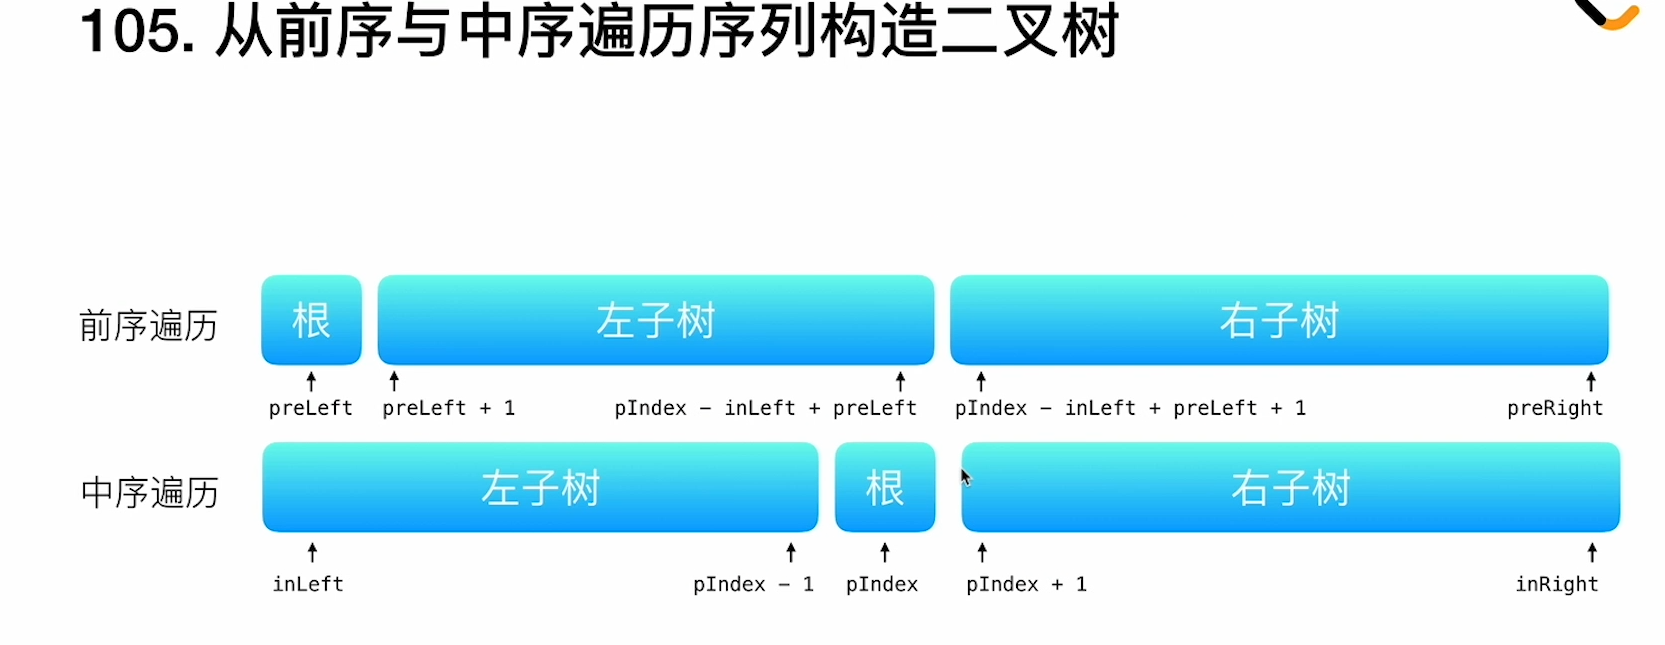 105. 从前序与中序遍历序列构造二叉树
前序遍历 根 左子树 右子树
preLeft preLeft + 1 pIndex - inLeft + preLeft pIndex - inLeft + preLeft + 1 preRight
中序遍历 左子树 根 右子树
inLeft pIndex - 1 pIndex pIndex + 1 inRight